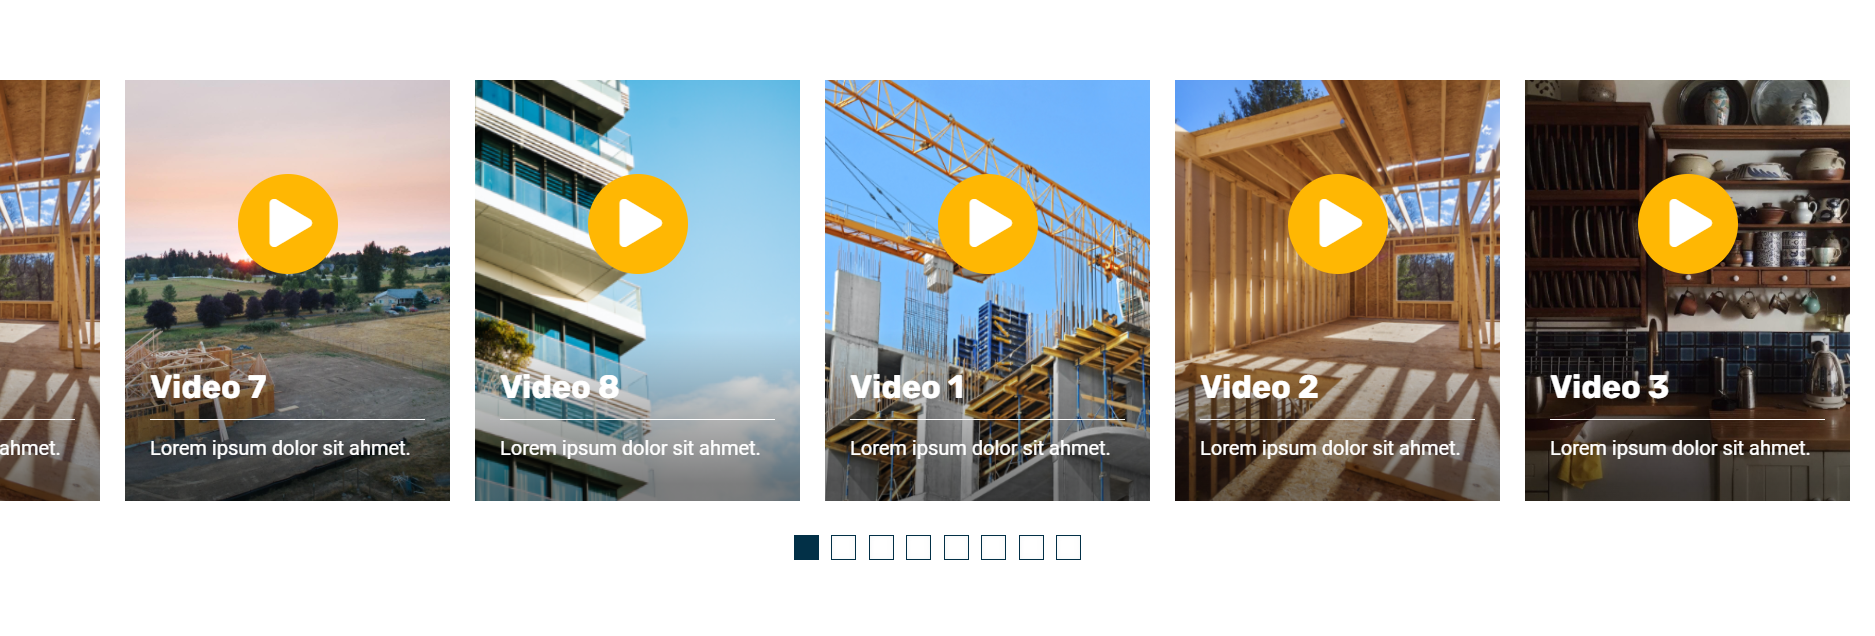 ahmet.
Video 7
Lorem ipsum dolor sit ahmet.
Video 8
Lorem ipsum dolor sit ahmet.
Video 1
Lorem ipsum dolor sit ahmet.
Video 2
Lorem ipsum dolor sit ahmet.
Video 3
Lorem ipsum dolor sit ahmet.